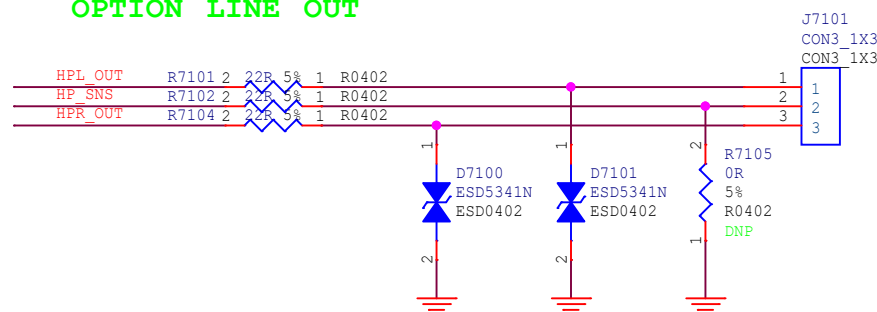 OPTION LINE OUT
J7101
CON3_1X3
CON3_1X3
HPL_OUT R7101 2 22R 5% 1 R0402 1 1
HP_SNS R7102 2 22R 5% 1 R0402 2 2
HPR_OUT R7104 2 22R 5% 1 R0402 3 3
1 1 2
D7100 D7101 R7105
ESD5341N ESD5341N 0R
ESD0402 ESD0402 5%
R0402
DNP
2 2 1